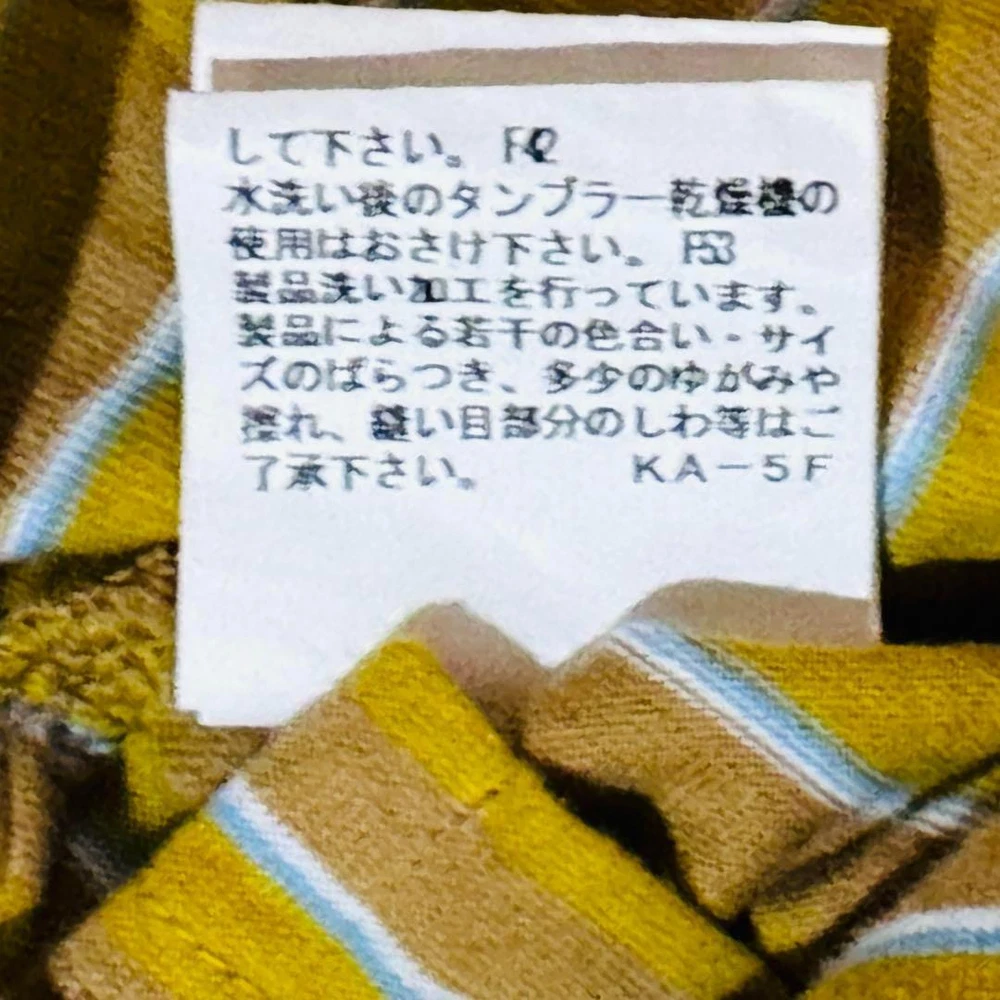 して下さい。 F42
水洗い後のタンブラー乾燥機の
使用はおさけ下さい。 F53
製品洗い加工を行っています。
製品による若干の色合い・サイ
ズのばらつき、多少のゆがみや
擦れ、縫い目部分のしわ等はご
了承下さい。 KA－5F